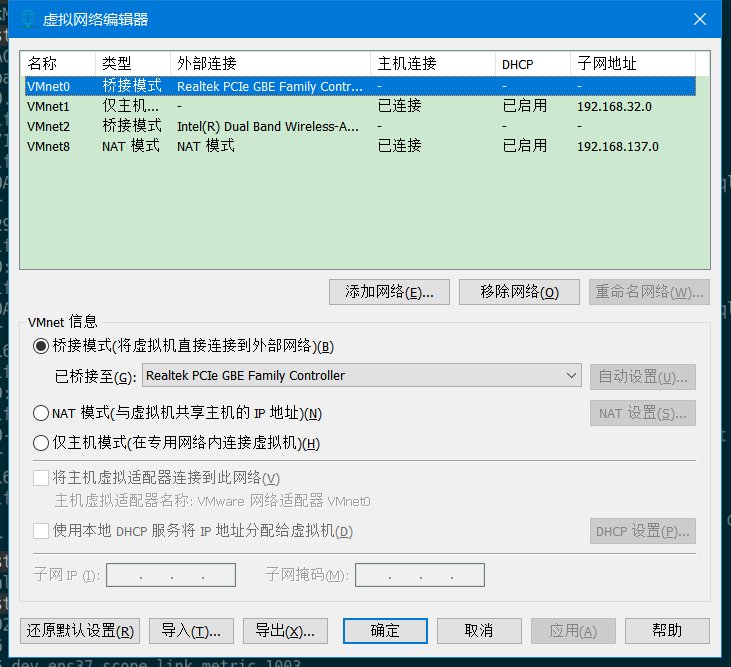 虚拟网络编辑器
名称 类型 外部连接 主机连接 DHCP 子网地址
VMnet0 桥接模式 Realtek PCIe GBE Family Contr... - - -
VMnet1 仅主机... - 已连接 已启用 192.168.32.0
VMnet2 桥接模式 Intel(R) Dual Band Wireless-A... - - -
VMnet8 NAT 模式 NAT 模式 已连接 已启用 192.168.137.0
添加网络(E)... 移除网络(O) 重命名网络(W)...
VMnet 信息
桥接模式(将虚拟机直接连接到外部网络)(B)
已桥接至(G): Realtek PCIe GBE Family Controller 自动设置(U)...
NAT 模式(与虚拟机共享主机的 IP 地址)(N) NAT 设置(S)...
仅主机模式(在专用网络内连接虚拟机)(H)
将主机虚拟适配器连接到此网络(V)
主机虚拟适配器名称: VMware 网络适配器 VMnet0
使用本地 DHCP 服务将 IP 地址分配给虚拟机(D) DHCP 设置(P)...
子网 IP (I): . . . 子网掩码(M): . . .
还原默认设置(R) 导入(T)... 导出(X)... 确定 取消 应用(A) 帮助
dev ens37 scope link metric 1003